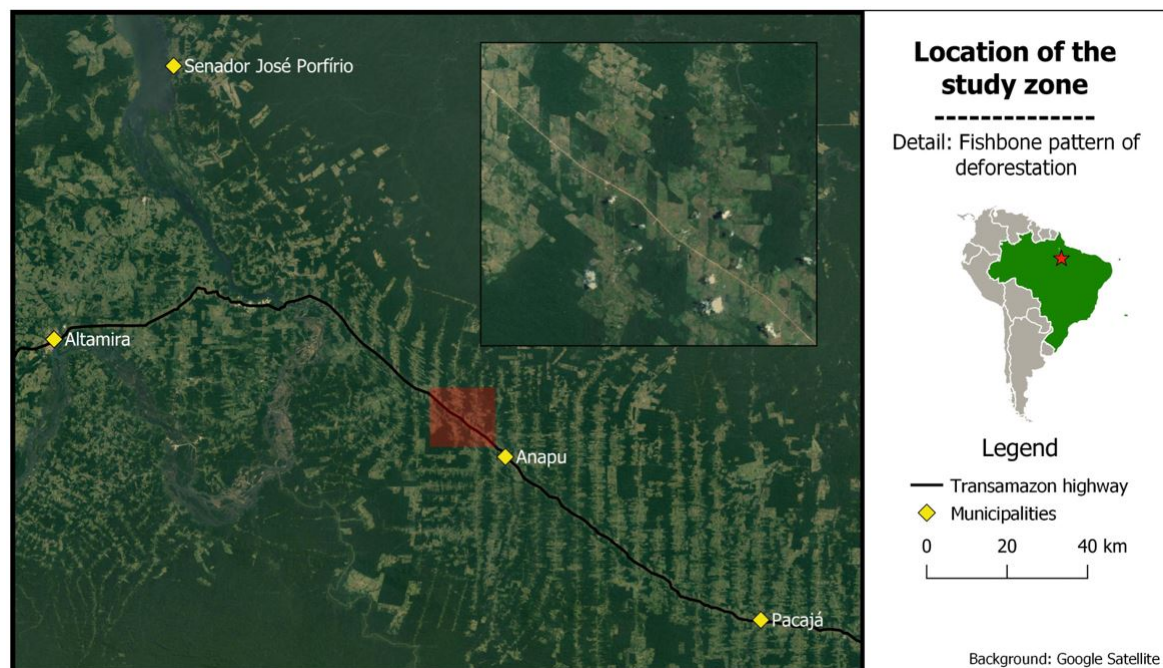 Senador José Porfírio
Altamira
Anapu
Pacajá
Location of the
study zone
--------------
Detail: Fishbone pattern of
deforestation
Legend
Transamazon highway
Municipalities
0 20 40 km
Background: Google Satellite